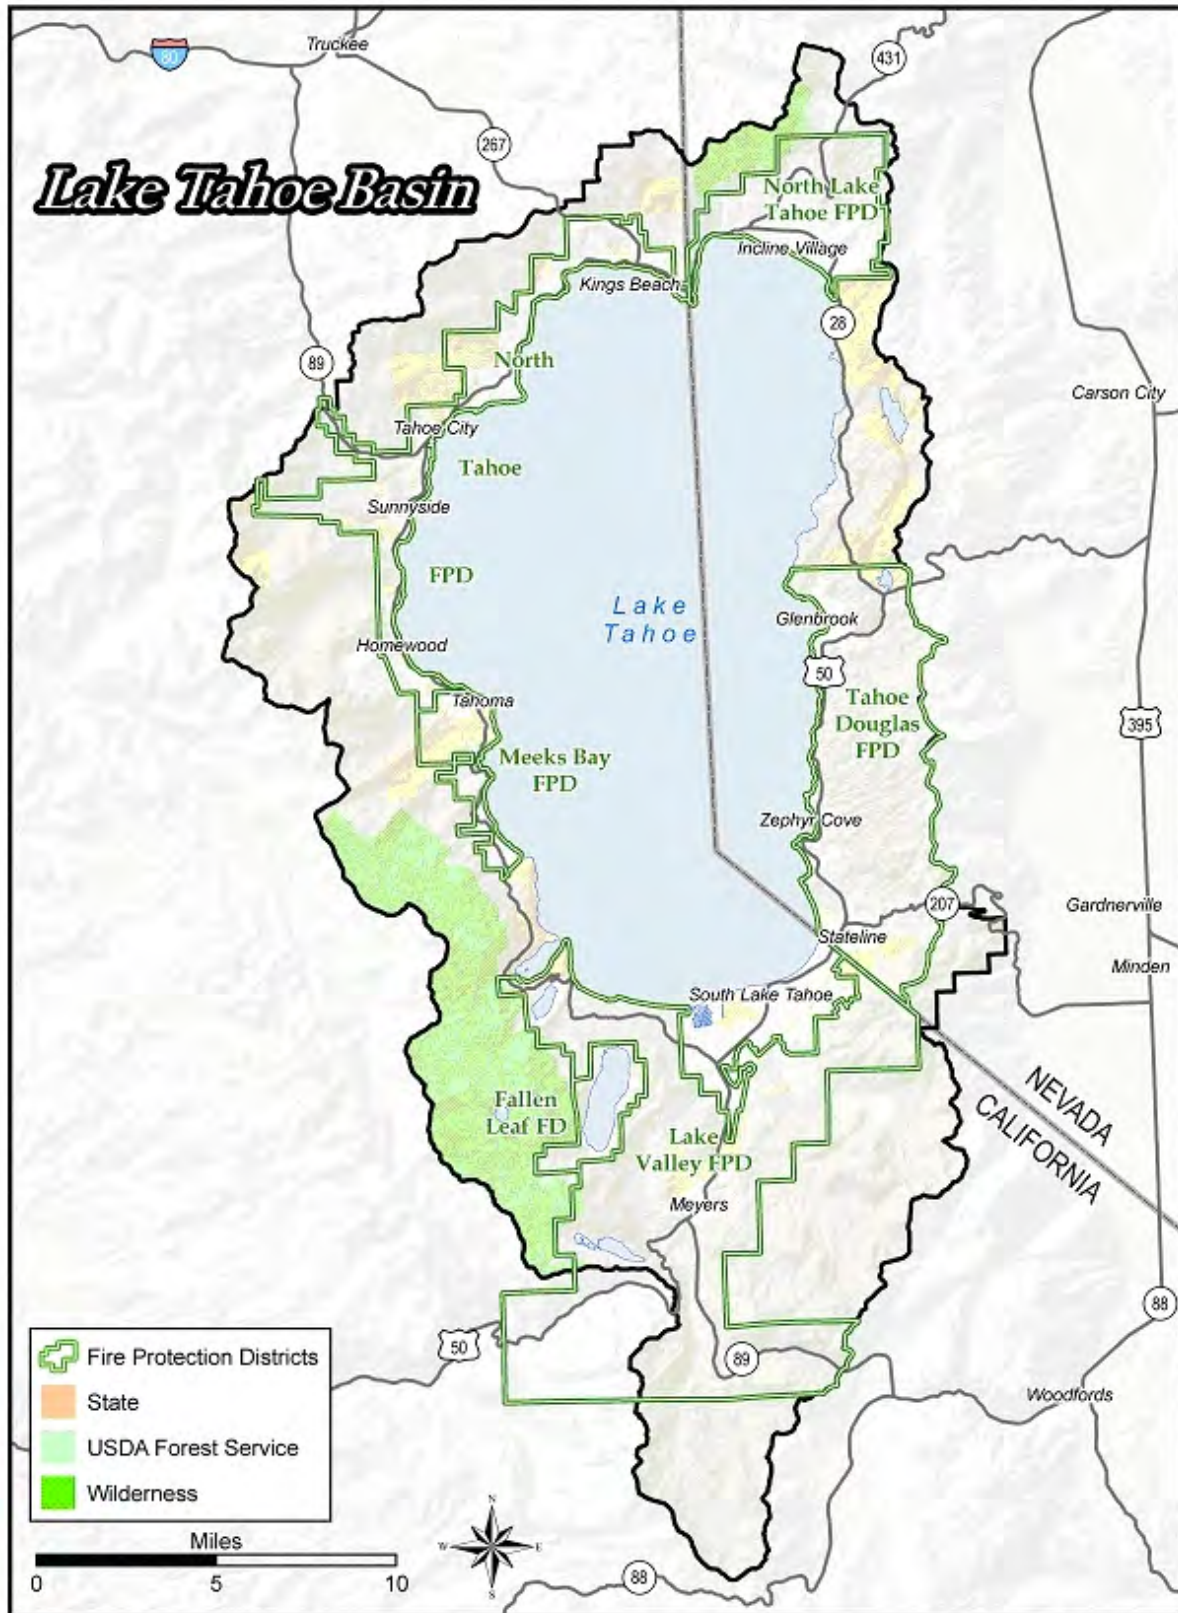 Truckee
80
431
267
Lake Tahoe Basin
North Lake
Tahoe FPD
Incline Village
Kings Beach
28
89
North
Carson City
Tahoe City
Tahoe
Sunnyside
FPD
Lake
Tahoe
Glenbrook
Homewood
50
Tahoma
Tahoe
Douglas
FPD
395
Meeks Bay
FPD
Zephyr Cove
207
Gardnerville
Stateline
Minden
South Lake Tahoe
NEVADA
CALIFORNIA
Fallen
Leaf FD
Lake
Valley FPD
Meyers
88
50
89
Woodfords
Fire Protection Districts
State
USDA Forest Service
Wilderness
Miles
0 5 10
N
W E
S
88